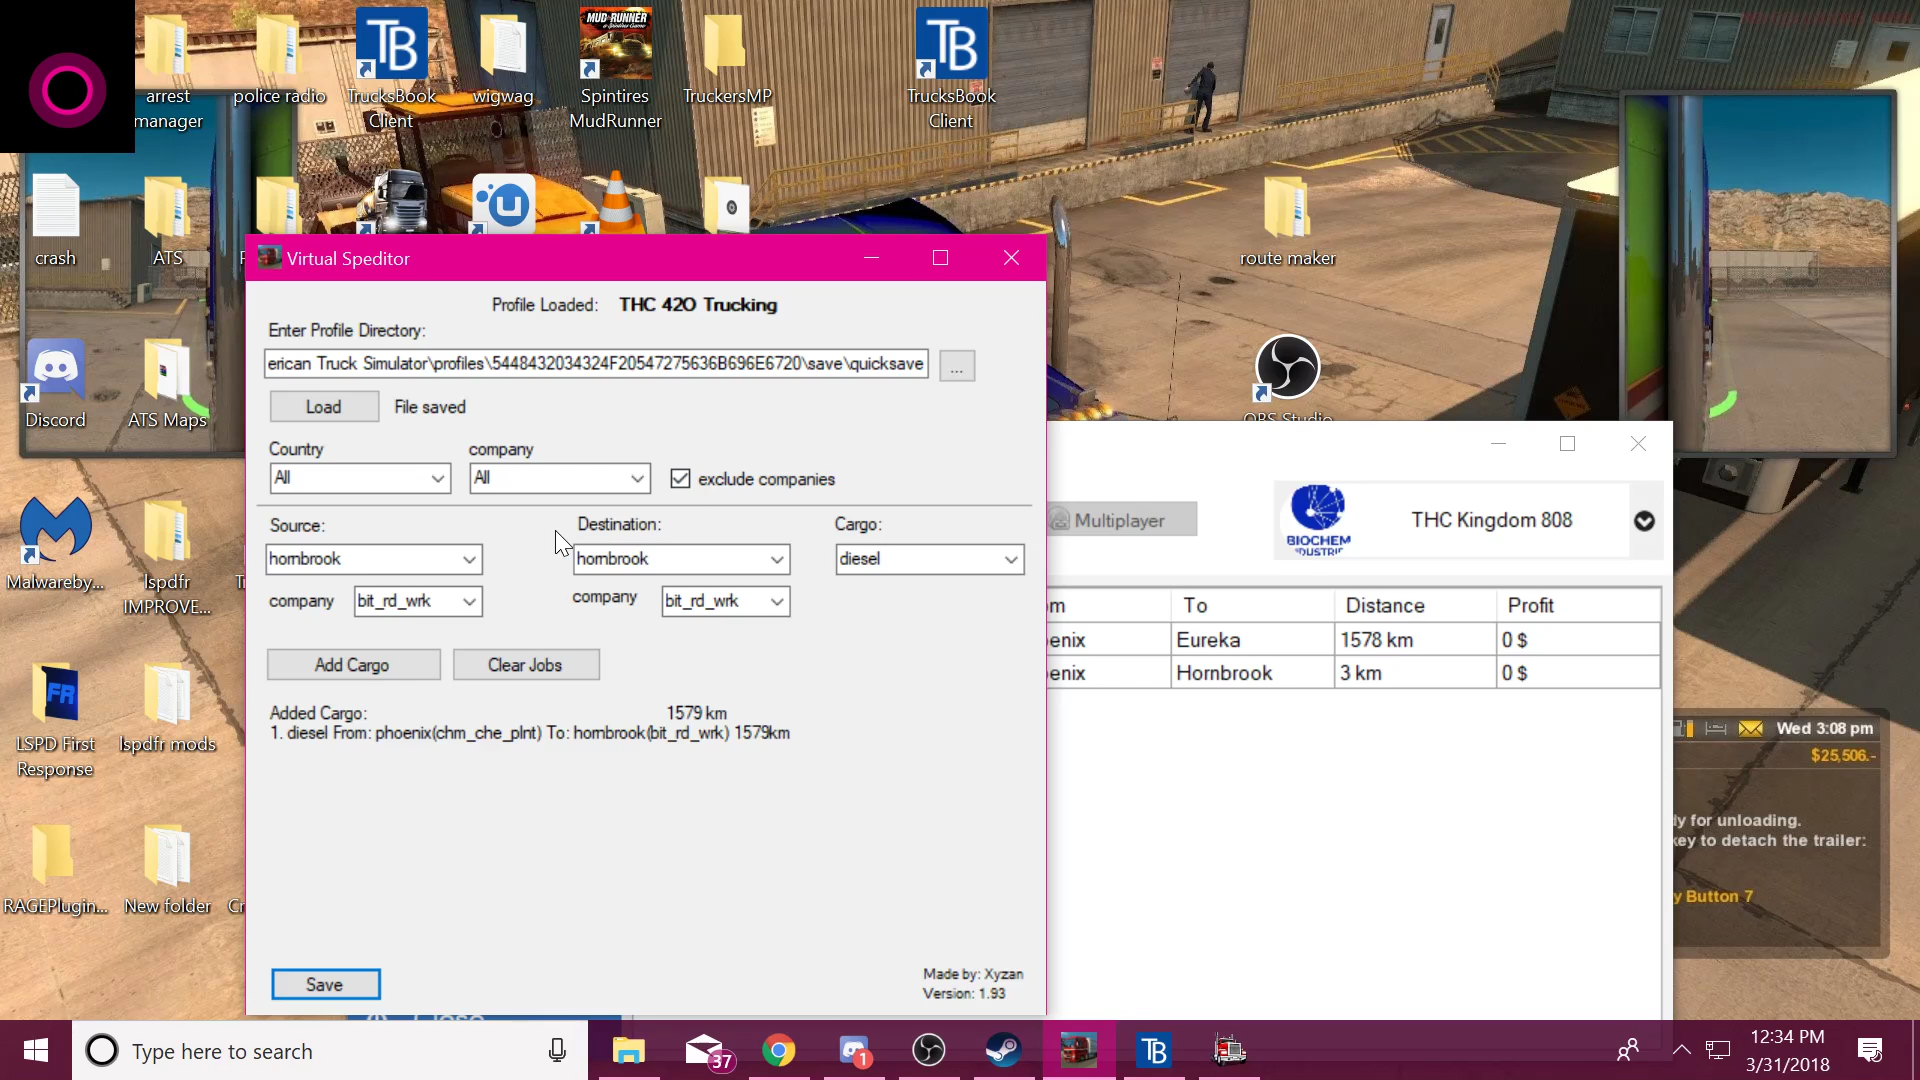 arrest manager
police radio
TrucksBook Client
wigwag
MUD RUNNER
Spintires MudRunner
TruckersMP
TrucksBook Client
crash
ATS
route maker
Discord
ATS Maps
Malwareby...
lspdfr IMPROVE...
LSPD First Response
lspdfr mods
RAGEPlugin...
New folder
Virtual Speditor
Profile Loaded: THC 42O Trucking
Enter Profile Directory:
erican Truck Simulator\profiles\5448432034324F20547275636B696E6720\save\quicksave
...
Load
File saved
Country
company
All
All
exclude companies
Source:
Destination:
Cargo:
hornbrook
hornbrook
diesel
company
bit_rd_wrk
company
bit_rd_wrk
Add Cargo
Clear Jobs
Added Cargo:
1579 km
1. diesel From: phoenix(chm_che_plnt) To: hornbrook(bit_rd_wrk) 1579km
Save
Made by: Xyzan
Version: 1.93
Multiplayer
BIOCHEM
THC Kingdom 808
To
Distance
Profit
Eureka
1578 km
0 $
Hornbrook
3 km
0 $
Wed 3:08 pm
$25,506.-
for unloading.
to detach the trailer:
Button 7
Type here to search
37
1
TB
12:34 PM
3/31/2018